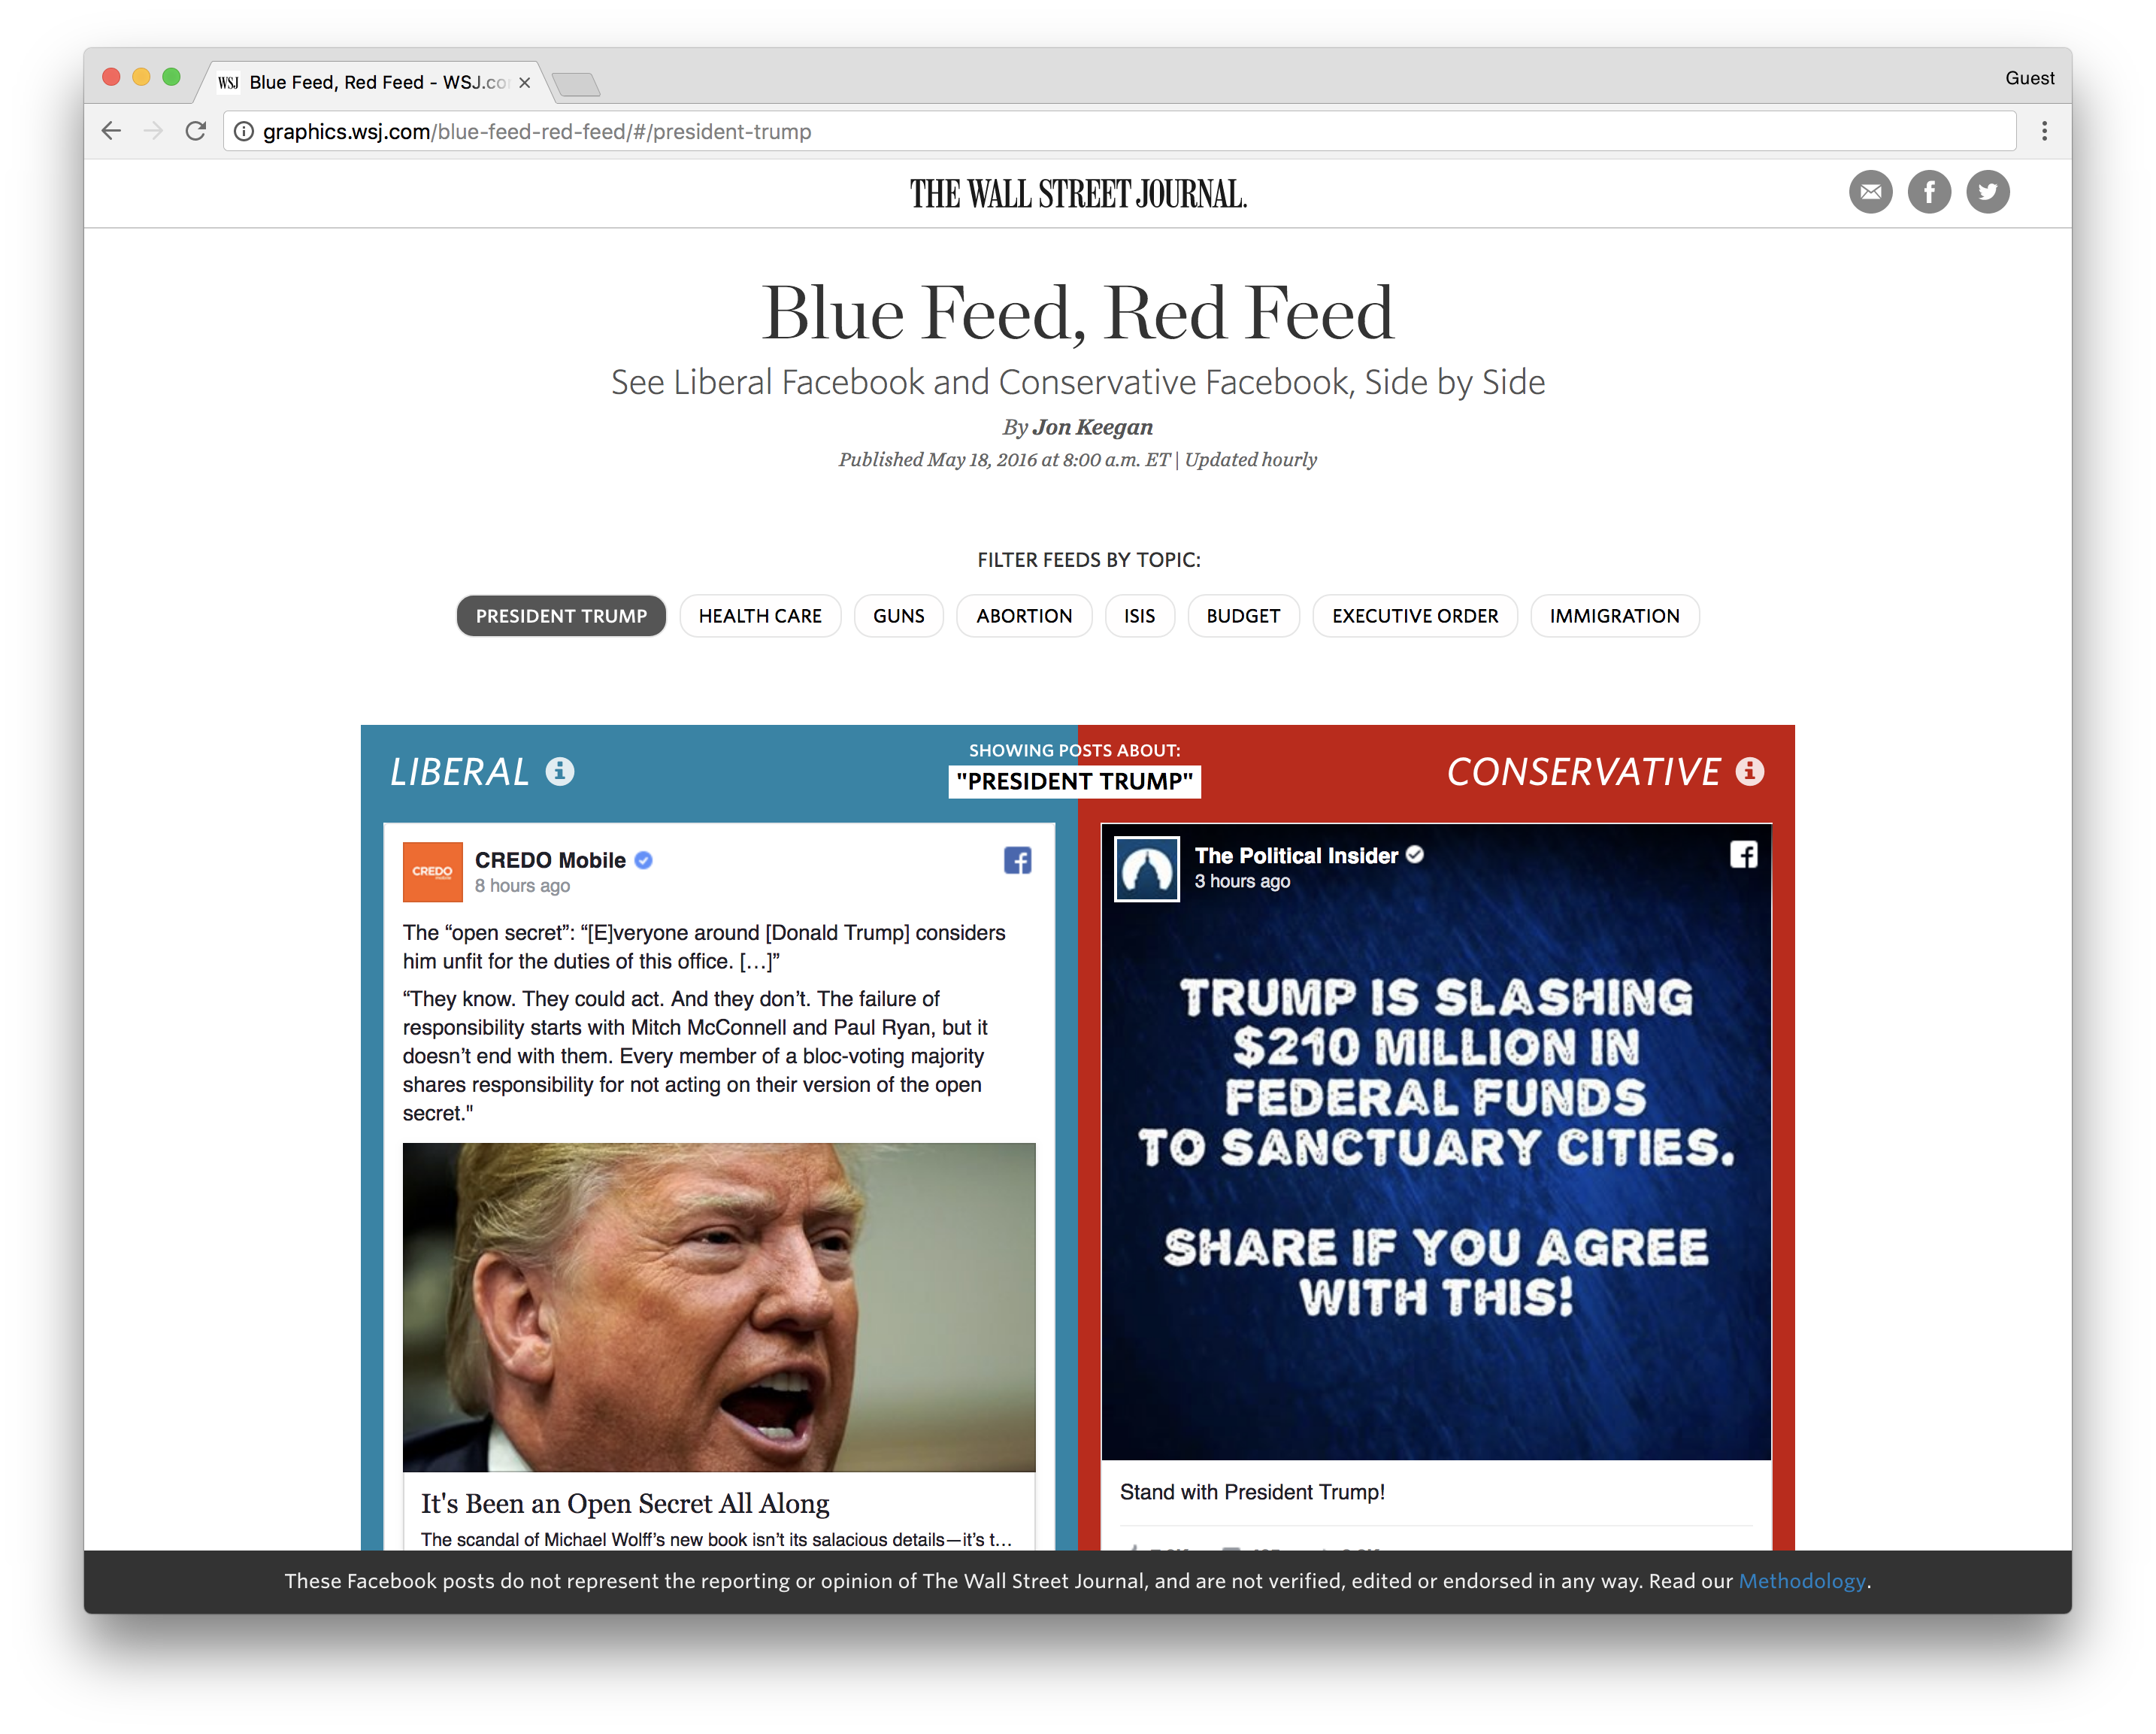 WSJ Blue Feed, Red Feed - WSJ.co
Guest
graphics.wsj.com/blue-feed-red-feed/#/president-trump
THE WALL STREET JOURNAL.
Blue Feed, Red Feed
See Liberal Facebook and Conservative Facebook, Side by Side
By Jon Keegan
Published May 18, 2016 at 8:00 a.m. ET | Updated hourly
FILTER FEEDS BY TOPIC:
PRESIDENT TRUMP HEALTH CARE GUNS ABORTION ISIS BUDGET EXECUTIVE ORDER IMMIGRATION
LIBERAL
SHOWING POSTS ABOUT:
"PRESIDENT TRUMP"
CONSERVATIVE
CREDO
CREDO Mobile
8 hours ago
The “open secret”: “[E]veryone around [Donald Trump] considers
him unfit for the duties of this office. […]”
“They know. They could act. And they don’t. The failure of
responsibility starts with Mitch McConnell and Paul Ryan, but it
doesn’t end with them. Every member of a bloc-voting majority
shares responsibility for not acting on their version of the open
secret."
It's Been an Open Secret All Along
The scandal of Michael Wolff’s new book isn’t its salacious details—it’s t…
The Political Insider
3 hours ago
TRUMP IS SLASHING
$210 MILLION IN
FEDERAL FUNDS
TO SANCTUARY CITIES.
SHARE IF YOU AGREE
WITH THIS!
Stand with President Trump!
These Facebook posts do not represent the reporting or opinion of The Wall Street Journal, and are not verified, edited or endorsed in any way. Read our Methodology.